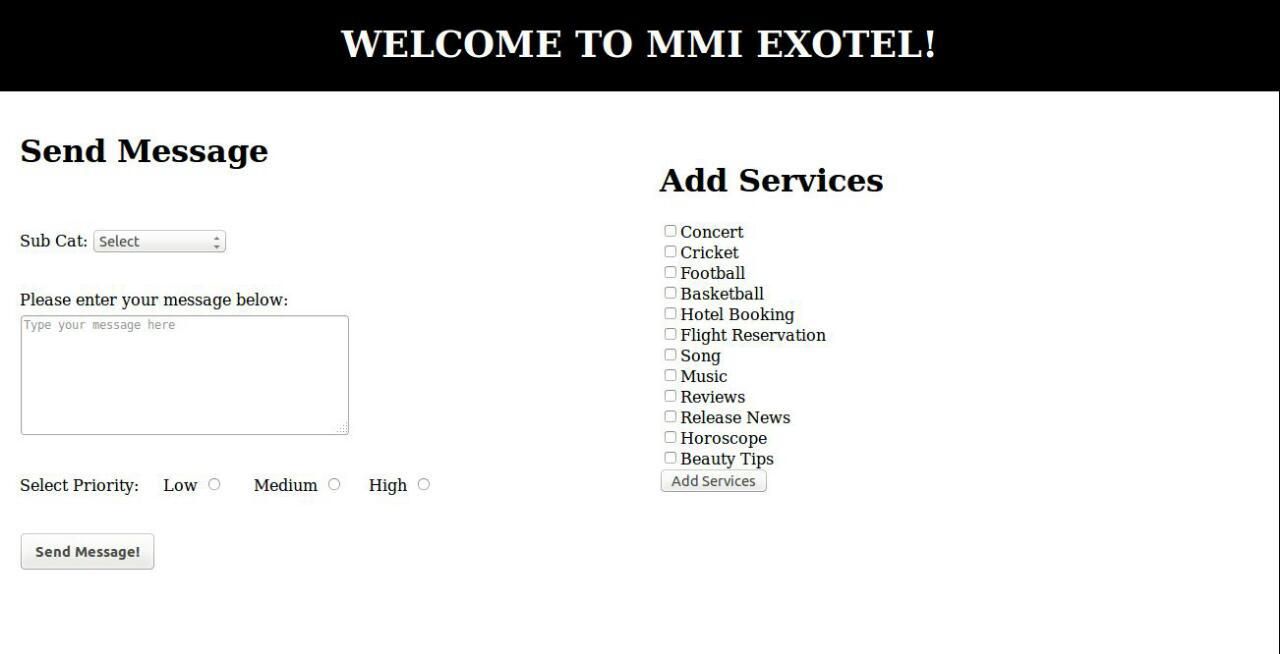 WELCOME TO MMI EXOTEL!
Send Message
Sub Cat: Select
Please enter your message below:
Type your message here
Select Priority: Low Medium High
Send Message!
Add Services
Concert
Cricket
Football
Basketball
Hotel Booking
Flight Reservation
Song
Music
Reviews
Release News
Horoscope
Beauty Tips
Add Services